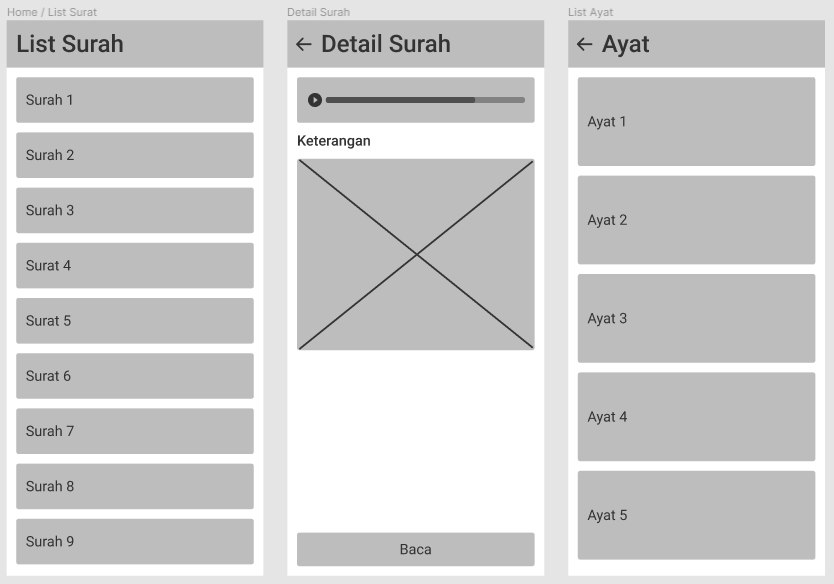 Home / List Surat
List Surah
Surah 1
Surah 2
Surah 3
Surat 4
Surat 5
Surat 6
Surah 7
Surah 8
Surah 9
Detail Surah
Detail Surah
Keterangan
Baca
List Ayat
Ayat
Ayat 1
Ayat 2
Ayat 3
Ayat 4
Ayat 5